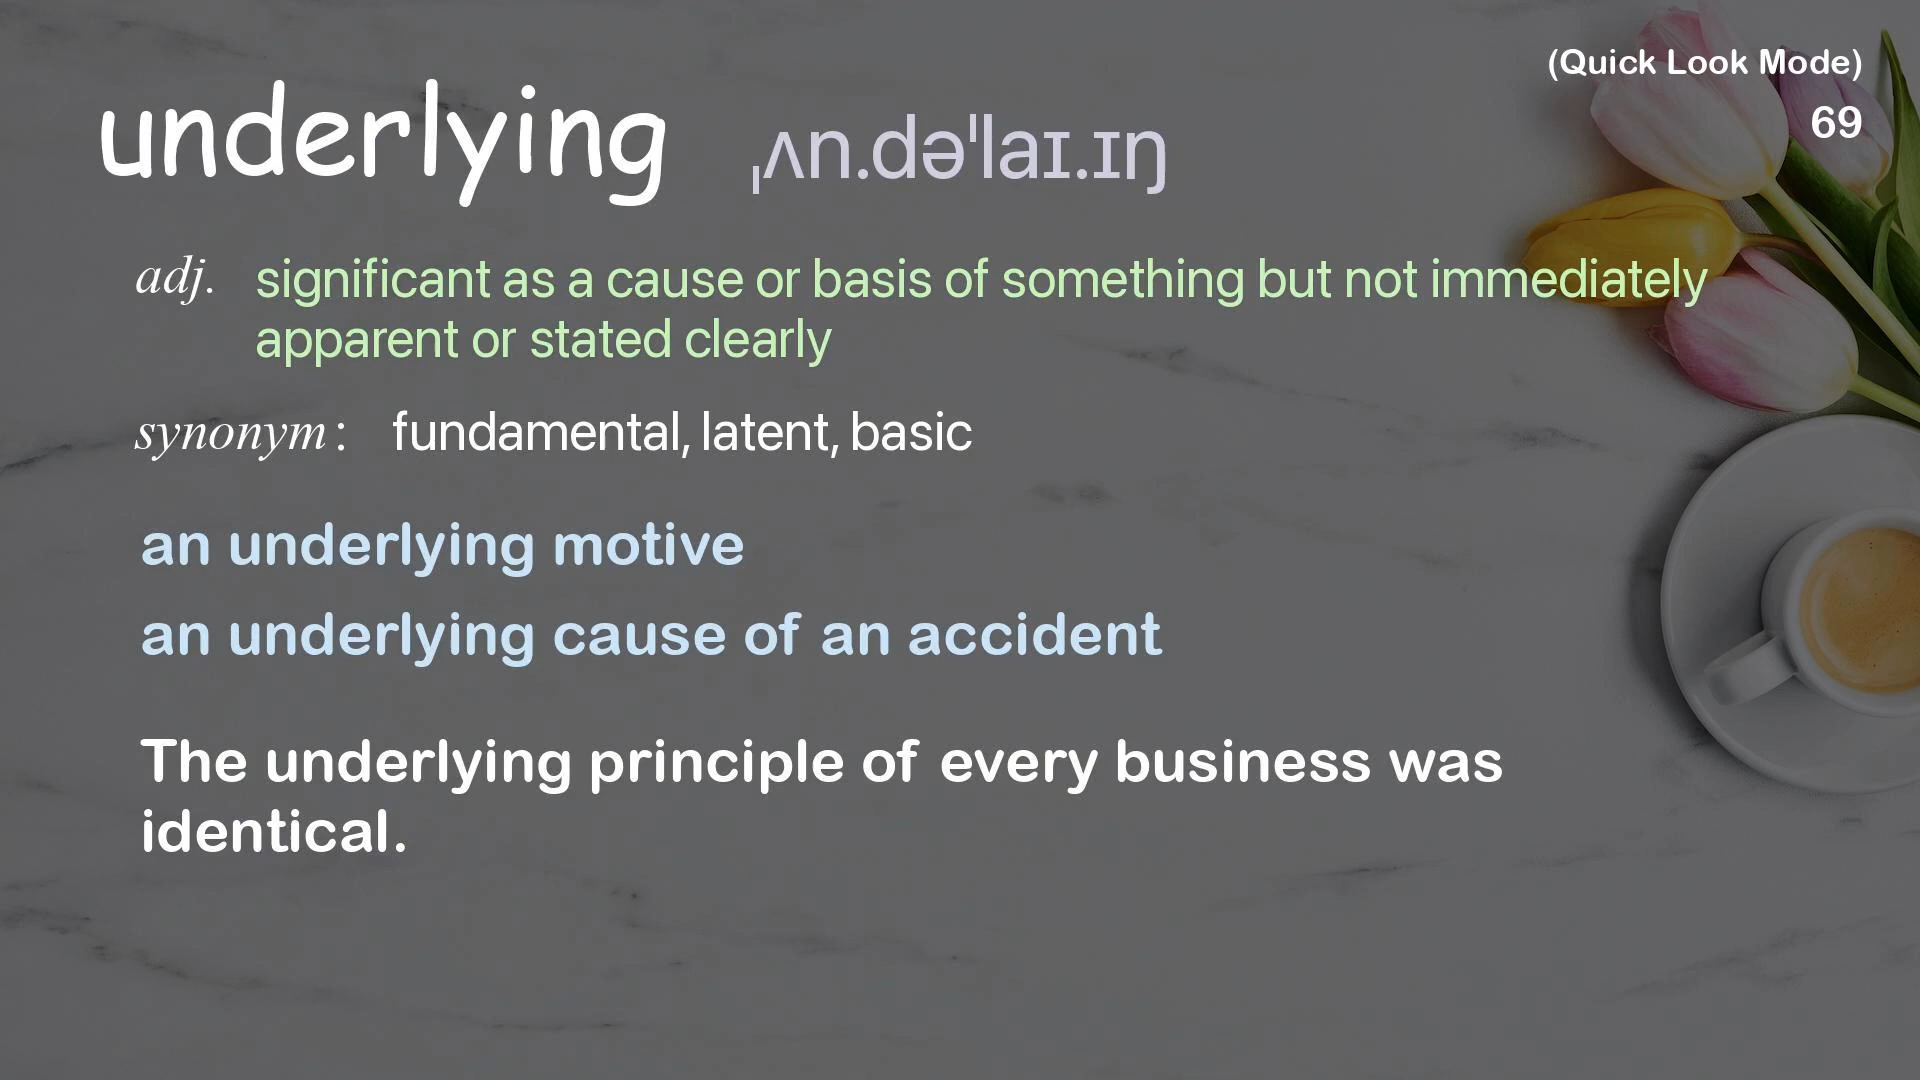 (Quick Look Mode)
69
underlying ˌʌn.dəˈlaɪ.ɪŋ
adj. significant as a cause or basis of something but not immediately
apparent or stated clearly
synonym: fundamental, latent, basic
an underlying motive
an underlying cause of an accident
The underlying principle of every business was
identical.